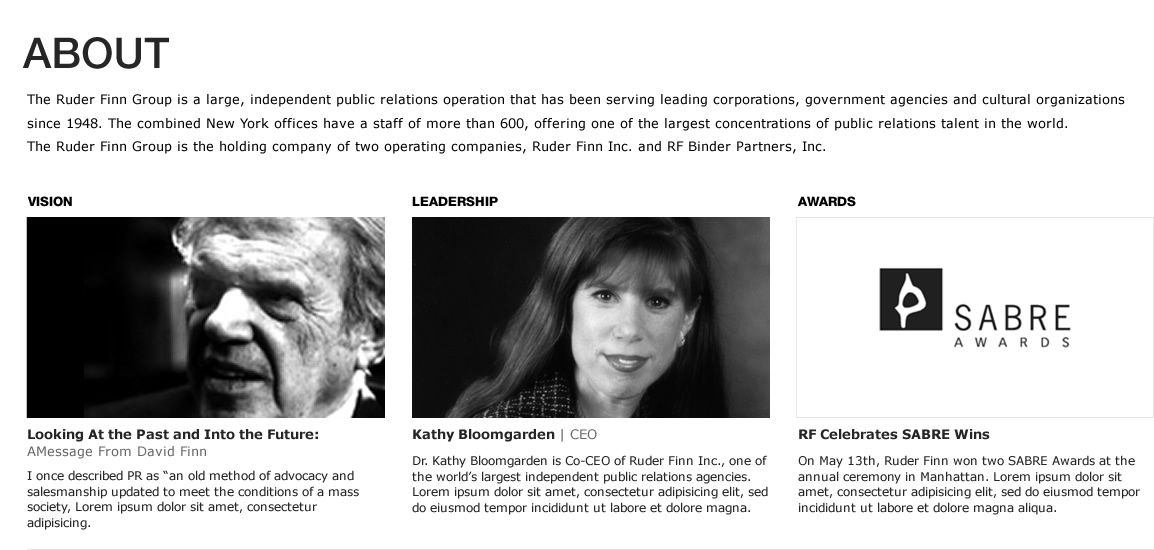 ABOUT
The Ruder Finn Group is a large, independent public relations operation that has been serving leading corporations, government agencies and cultural organizations
since 1948. The combined New York offices have a staff of more than 600, offering one of the largest concentrations of public relations talent in the world.
The Ruder Finn Group is the holding company of two operating companies, Ruder Finn Inc. and RF Binder Partners, Inc.
VISION
Looking At the Past and Into the Future:
AMessage From David Finn
I once described PR as “an old method of advocacy and
salesmanship updated to meet the conditions of a mass
society, Lorem ipsum dolor sit amet, consectetur
adipisicing.
LEADERSHIP
Kathy Bloomgarden | CEO
Dr. Kathy Bloomgarden is Co-CEO of Ruder Finn Inc., one of
the world’s largest independent public relations agencies.
Lorem ipsum dolor sit amet, consectetur adipisicing elit, sed
do eiusmod tempor incididunt ut labore et dolore magna.
AWARDS
SABRE
AWARDS
RF Celebrates SABRE Wins
On May 13th, Ruder Finn won two SABRE Awards at the
annual ceremony in Manhattan. Lorem ipsum dolor sit
amet, consectetur adipisicing elit, sed do eiusmod tempor
incididunt ut labore et dolore magna aliqua.